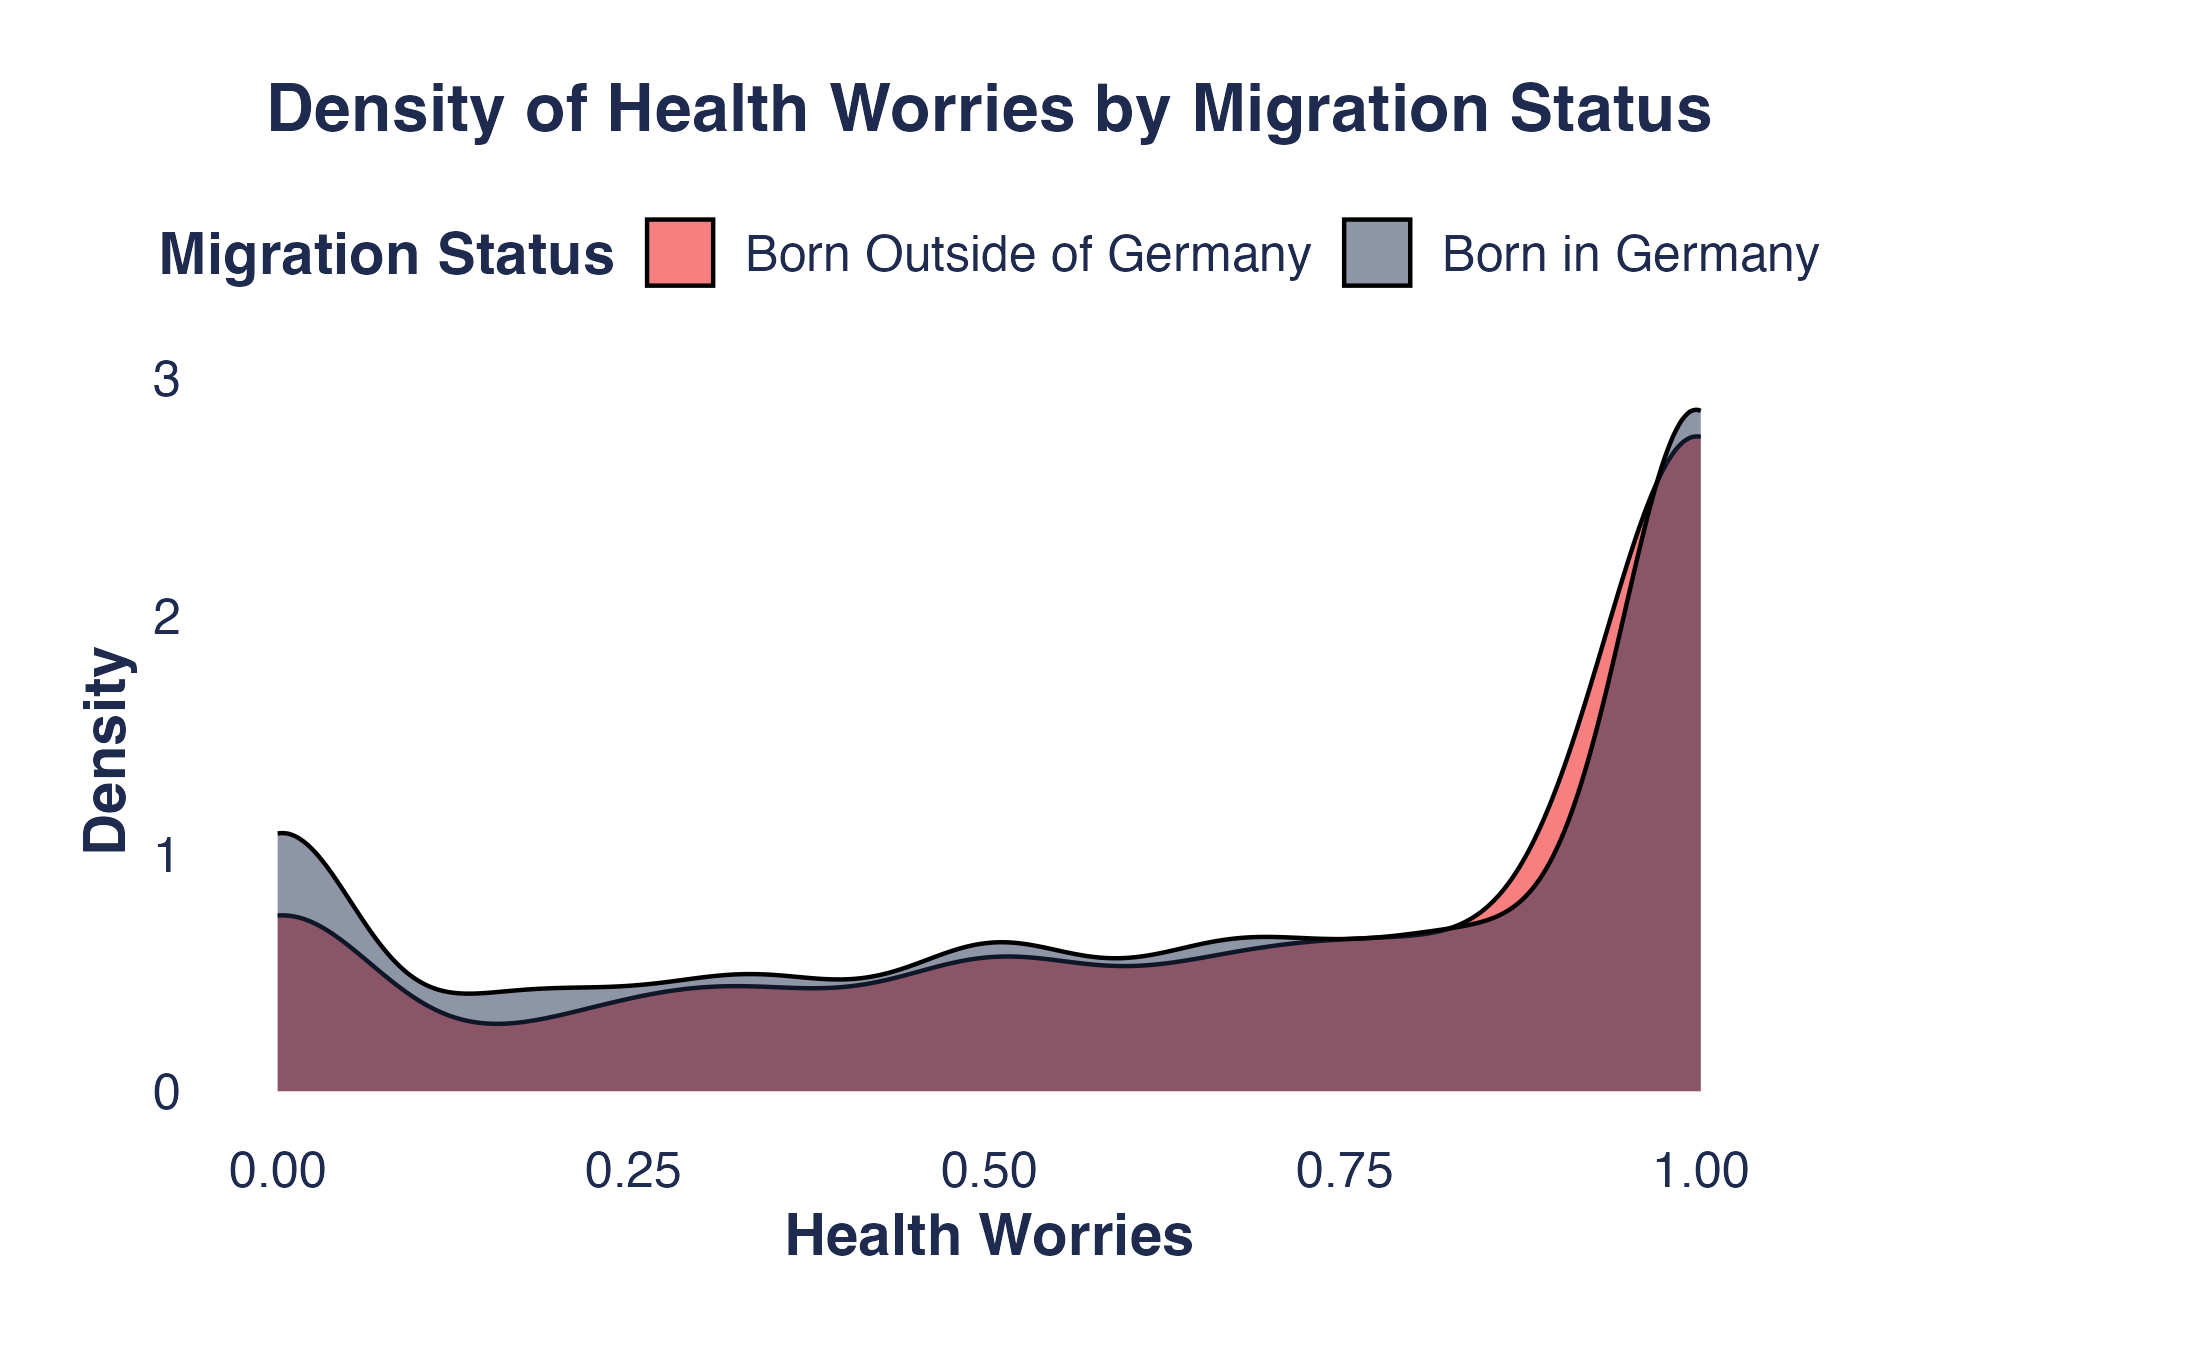 Density of Health Worries by Migration Status
Migration Status Born Outside of Germany Born in Germany
3
2
1
0
Density
0.00 0.25 0.50 0.75 1.00
Health Worries